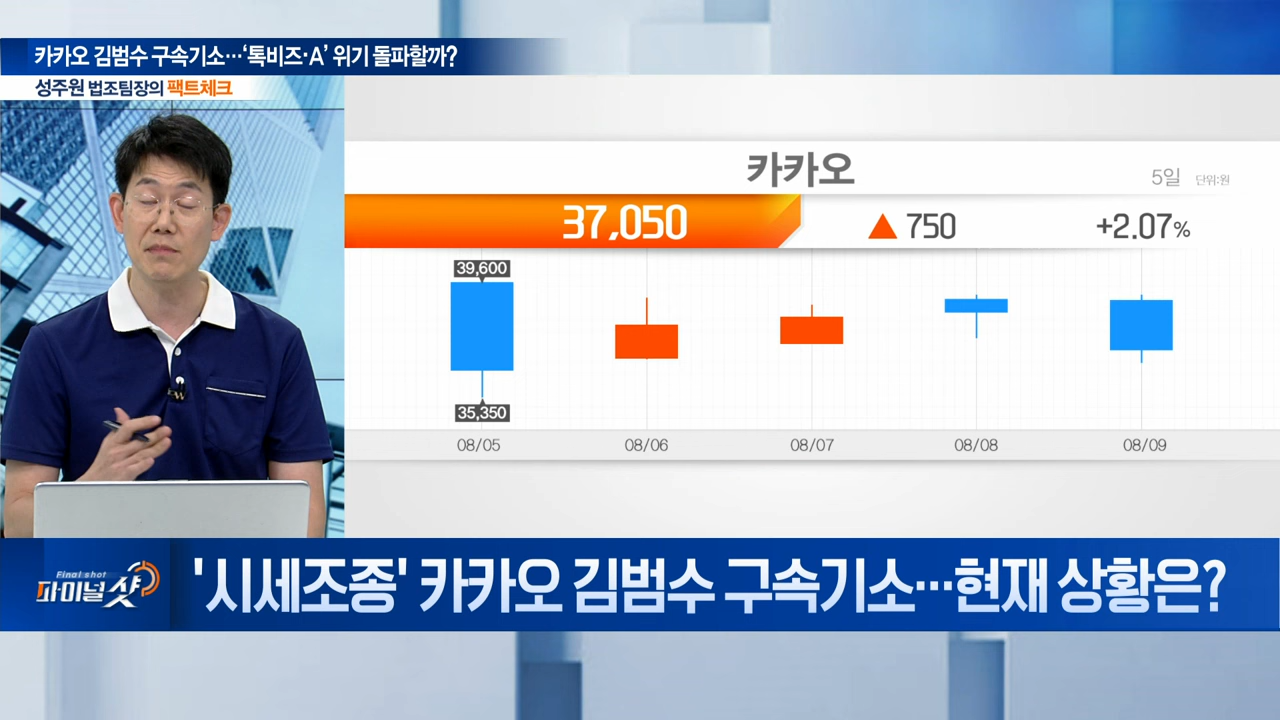 카카오 김범수 구속기소…‘톡비즈·A’ 위기 돌파할까?
성주원 법조팀장의 팩트체크
카카오
5일 단위:원
37,050 ▲ 750 +2.07%
39,600
35,350
08/05 08/06 08/07 08/08 08/09
Final shot
파이널샷
'시세조종' 카카오 김범수 구속기소…현재 상황은?